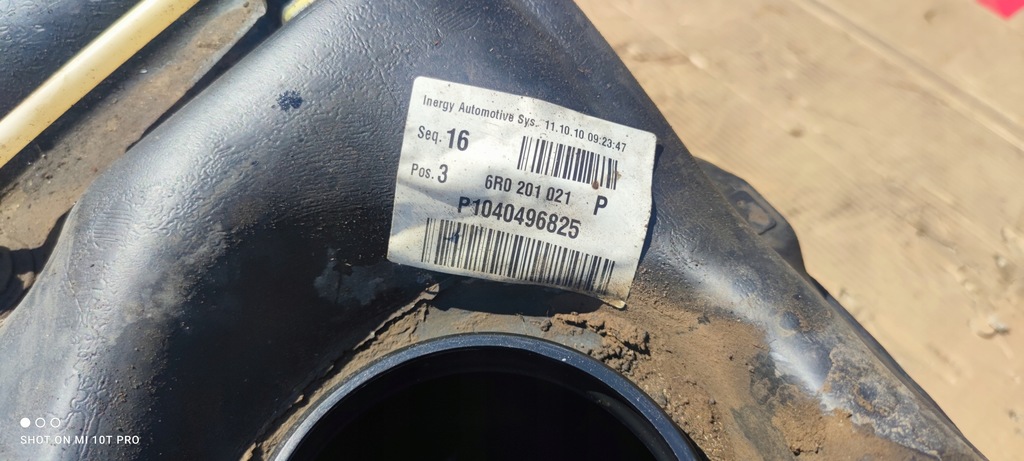 Inergy Automotive Sys. 11.10.10 09:23:47
Seq. 16
Pos. 3
6R0 201 021 P
P1040496825
SHOT ON MI 10T PRO